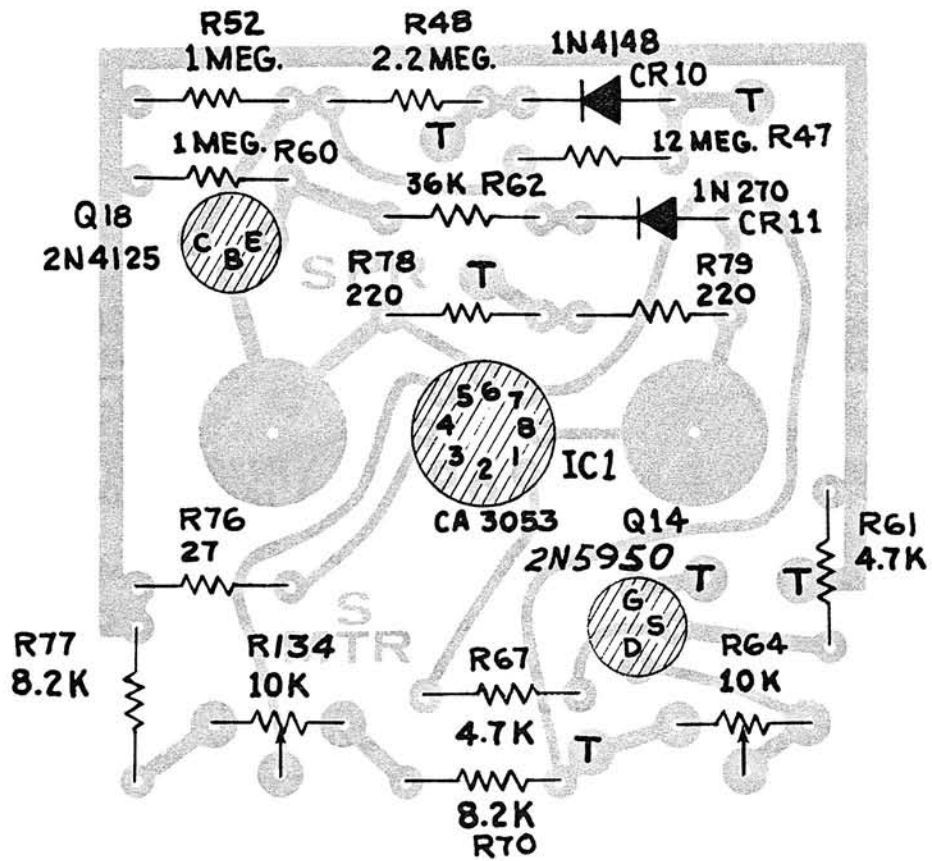 R52
1 MEG.
R48
2.2 MEG.
1N4148
CR10
T
T
1 MEG. R60
12 MEG. R47
36K R62
1N270
CR11
Q18
2N4125
C B E
STR
R78
220
T
R79
220
5 6 7
4 8
3 2 1
IC1
CA 3053
R76
27
Q14
2N5950
R61
4.7K
T
T
G
S
D
S
STR
R77
8.2K
R134
10K
R67
4.7K
R64
10K
T
8.2K
R70